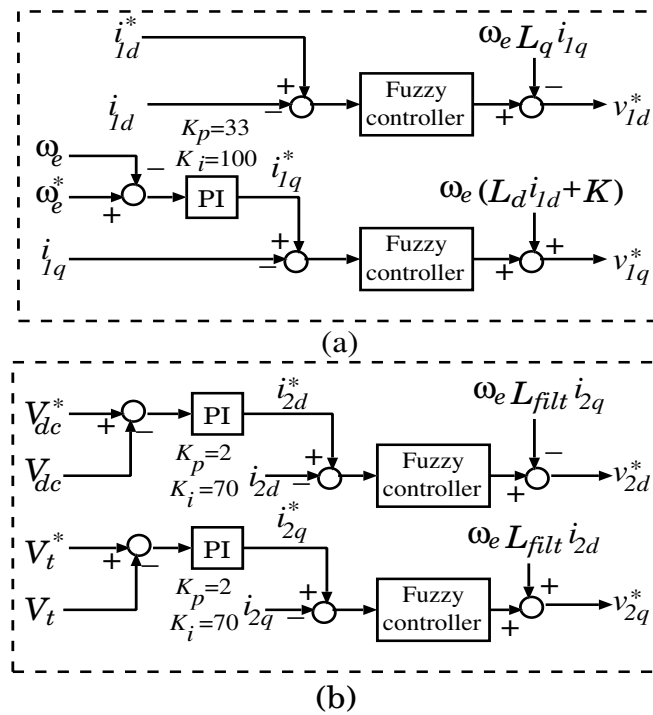 i*1d
ωe Lq i1q
+
−
Fuzzy controller
+
−
v*1d
i1d
Kp=33
Ki=100
ωe
−
ω*e
+
PI
i*1q
ωe(Ld i1d+K)
+
−
Fuzzy controller
+
+
v*1q
i1q
(a)
V*dc
+
−
PI
i*2d
ωe Lfilt i2q
Vdc
Kp=2
Ki=70
i2d
+
−
Fuzzy controller
+
−
v*2d
V*t
+
−
PI
i*2q
ωe Lfilt i2d
Vt
Kp=2
Ki=70
i2q
+
−
Fuzzy controller
+
+
v*2q
(b)